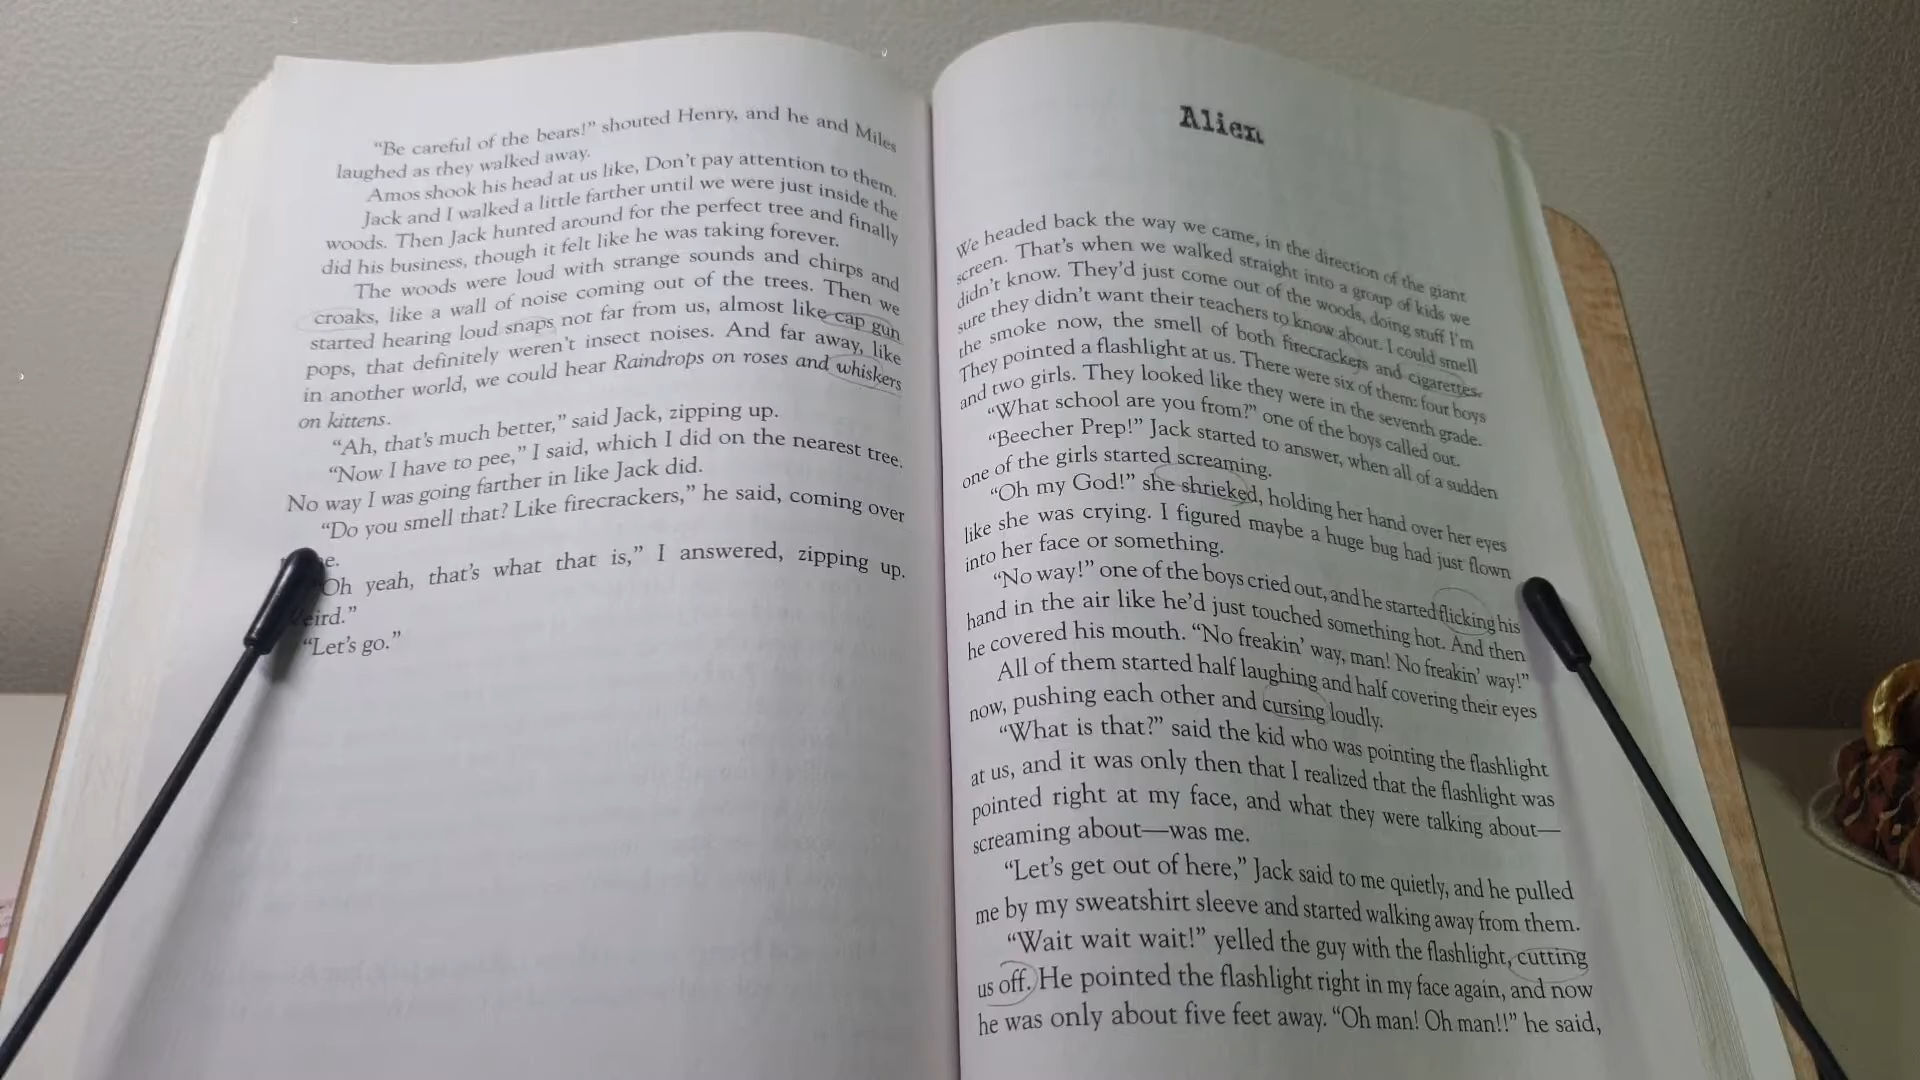 “Be careful of the bears!” shouted Henry, and he and Miles
laughed as they walked away.
Amos shook his head at us like, Don’t pay attention to them.
Jack and I walked a little farther until we were just inside the
woods. Then Jack hunted around for the perfect tree and finally
did his business, though it felt like he was taking forever.
The woods were loud with strange sounds and chirps and
croaks, like a wall of noise coming out of the trees. Then we
started hearing loud snaps not far from us, almost like cap gun
pops, that definitely weren’t insect noises. And far away, like
in another world, we could hear Raindrops on roses and whiskers
on kittens.
“Ah, that’s much better,” said Jack, zipping up.
“Now I have to pee,” I said, which I did on the nearest tree.
No way I was going farther in like Jack did.
“Do you smell that? Like firecrackers,” he said, coming over
“Oh yeah, that’s what that is,” I answered, zipping up.
“Let’s go.”
Alien
We headed back the way we came, in the direction of the giant
screen. That’s when we walked straight into a group of kids we
didn’t know. They’d just come out of the woods, doing stuff I’m
sure they didn’t want their teachers to know about. I could smell
the smoke now, the smell of both firecrackers and cigarettes.
They pointed a flashlight at us. There were six of them: four boys
and two girls. They looked like they were in the seventh grade.
“What school are you from?” one of the boys called out.
“Beecher Prep!” Jack started to answer, when all of a sudden
one of the girls started screaming.
“Oh my God!” she shrieked, holding her hand over her eyes
like she was crying. I figured maybe a huge bug had just flown
into her face or something.
“No way!” one of the boys cried out, and he started flicking his
hand in the air like he’d just touched something hot. And then
he covered his mouth. “No freakin’ way, man! No freakin’ way!”
All of them started half laughing and half covering their eyes
now, pushing each other and cursing loudly.
“What is that?” said the kid who was pointing the flashlight
at us, and it was only then that I realized that the flashlight was
pointed right at my face, and what they were talking about—
screaming about—was me.
“Let’s get out of here,” Jack said to me quietly, and he pulled
me by my sweatshirt sleeve and started walking away from them.
“Wait wait wait!” yelled the guy with the flashlight, cutting
us off. He pointed the flashlight right in my face again, and now
he was only about five feet away. “Oh man! Oh man!!” he said,